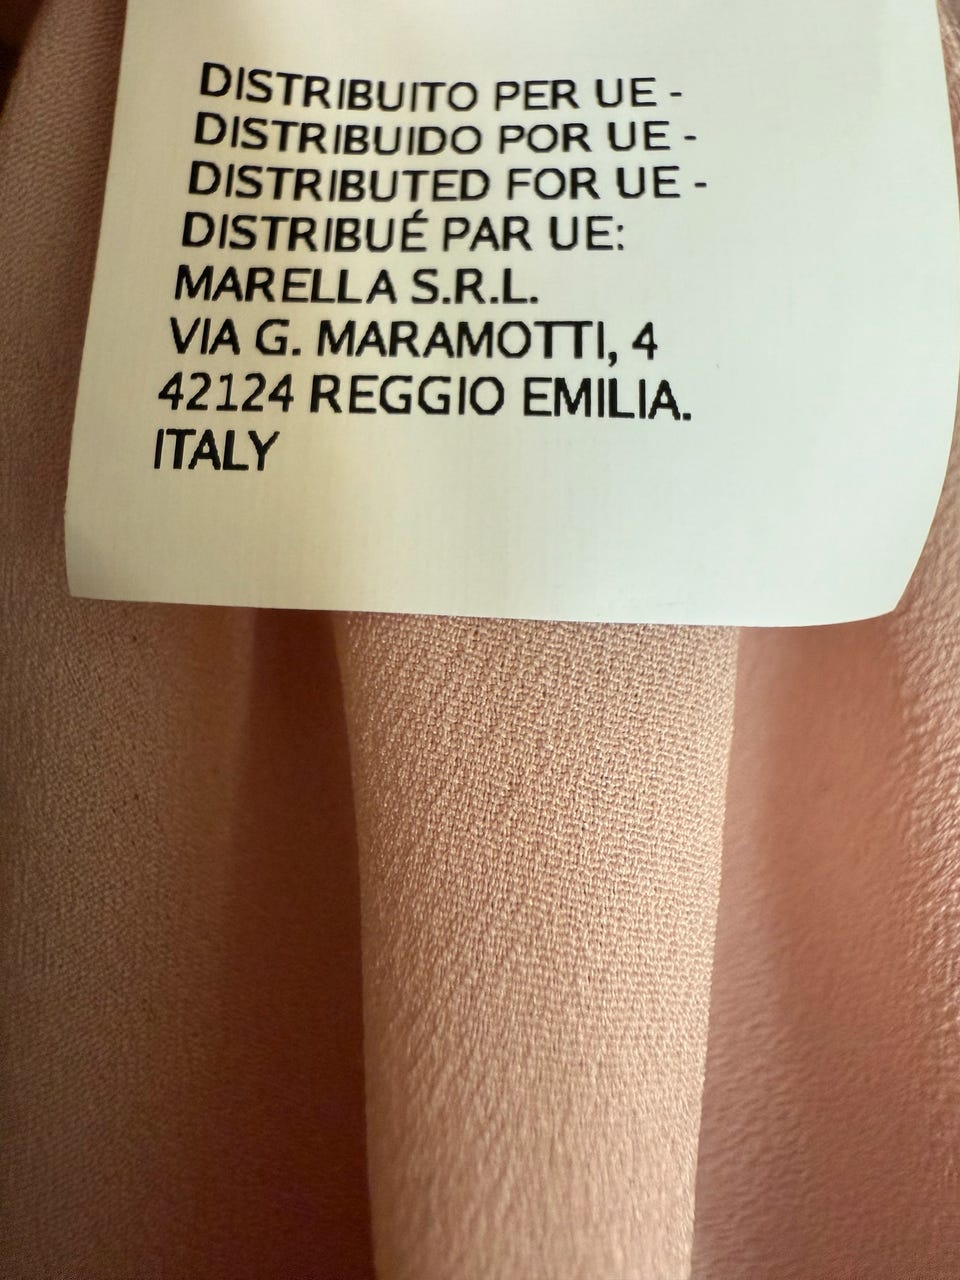 DISTRIBUITO PER UE -
DISTRIBUIDO POR UE -
DISTRIBUTED FOR UE -
DISTRIBUÉ PAR UE:
MARELLA S.R.L.
VIA G. MARAMOTTI, 4
42124 REGGIO EMILIA.
ITALY